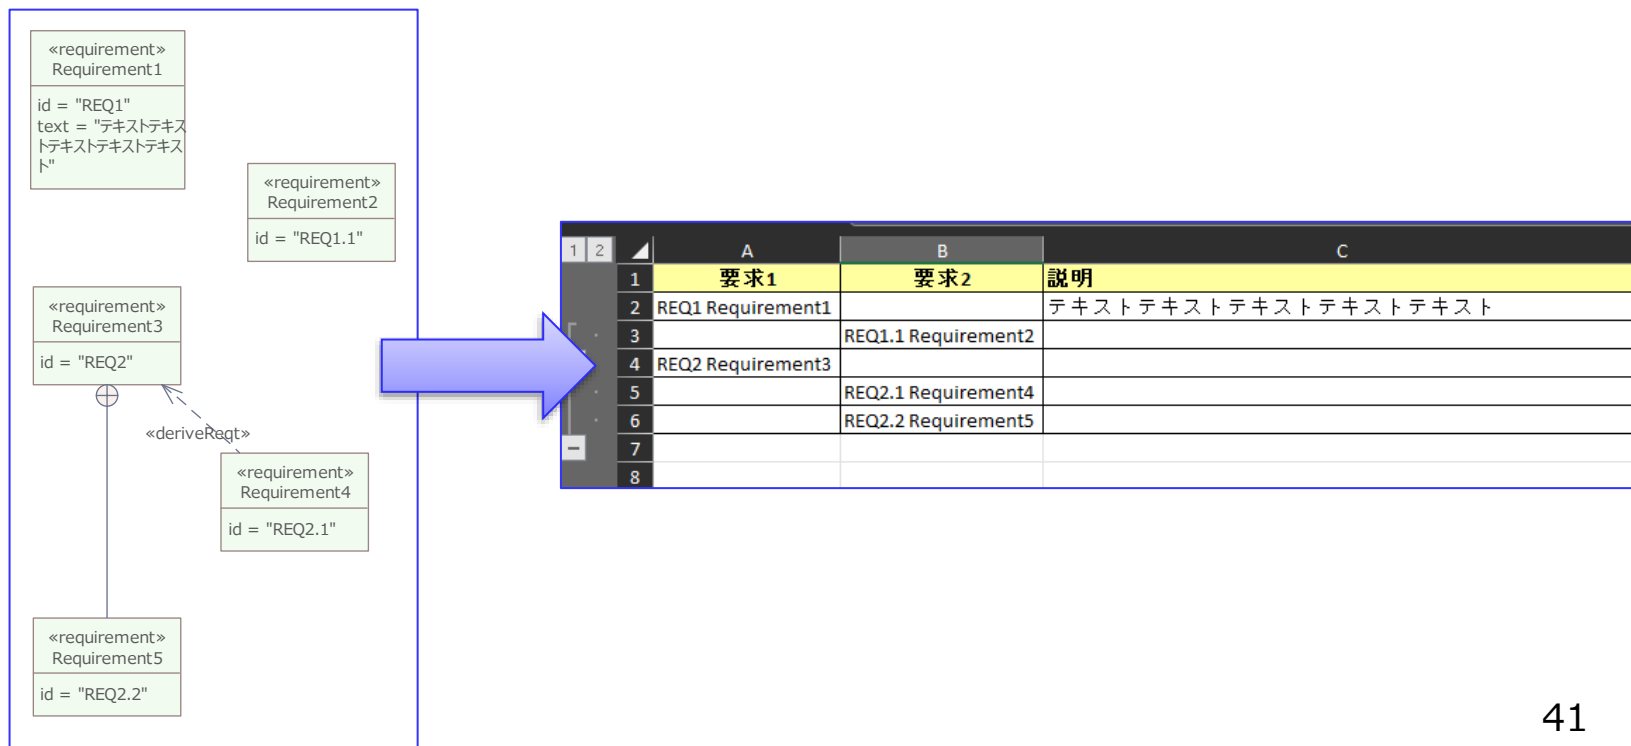 «requirement»
Requirement1
id = "REQ1"
text = "テキストテキス
トテキストテキストテキス
ト"
«requirement»
Requirement2
id = "REQ1.1"
«requirement»
Requirement3
id = "REQ2"
«deriveReqt»
«requirement»
Requirement4
id = "REQ2.1"
«requirement»
Requirement5
id = "REQ2.2"
1 2 A B C
1 要求1 要求2 説明
2 REQ1 Requirement1 テキストテキストテキストテキストテキスト
3 REQ1.1 Requirement2
4 REQ2 Requirement3
5 REQ2.1 Requirement4
6 REQ2.2 Requirement5
7
8
41